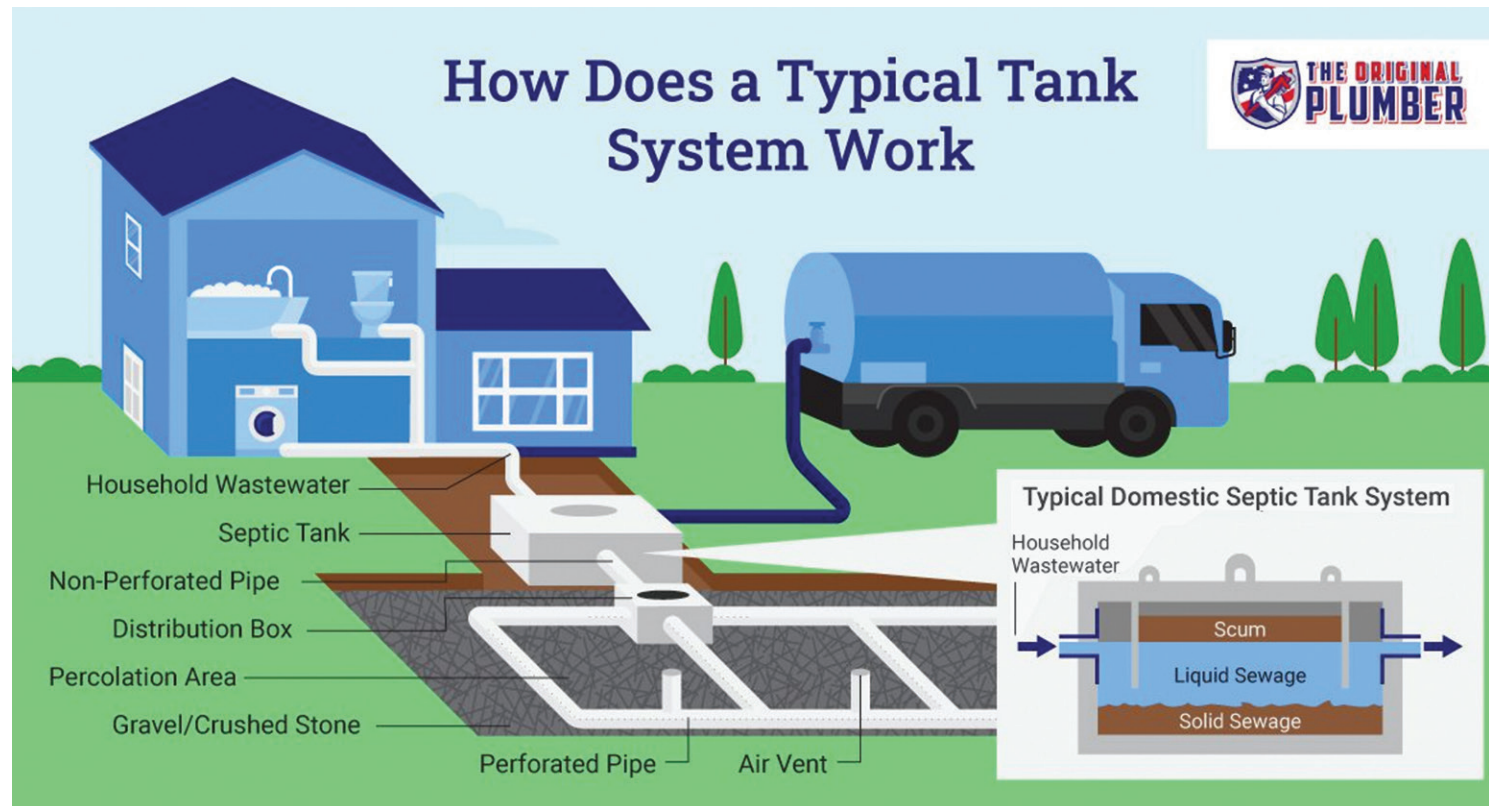 How Does a Typical Tank
System Work
THE ORIGINAL
PLUMBER
Household Wastewater
Septic Tank
Non-Perforated Pipe
Distribution Box
Percolation Area
Gravel/Crushed Stone
Perforated Pipe
Air Vent
Typical Domestic Septic Tank System
Household
Wastewater
Scum
Liquid Sewage
Solid Sewage